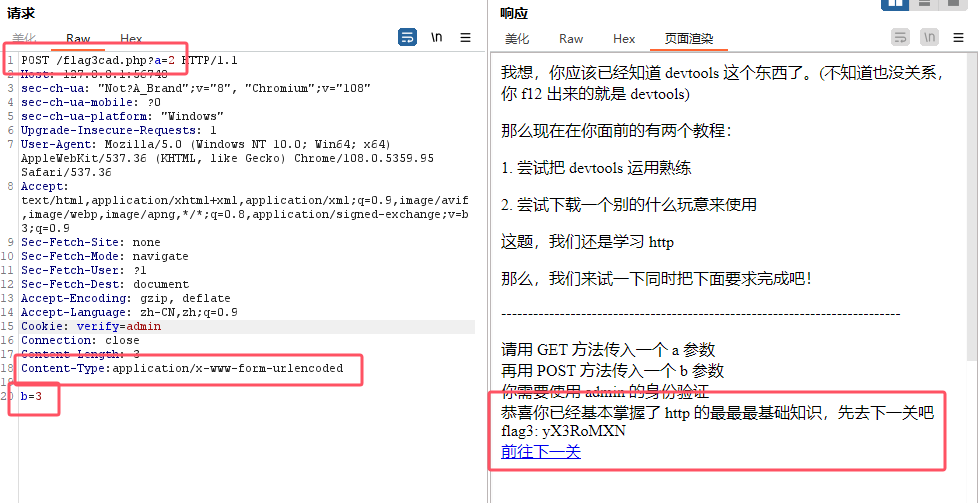 请求
美化 Raw Hex
\n
1 POST /flag3cad.php?a=2 HTTP/1.1
2 Host: 127.0.0.1:56748
3 sec-ch-ua: "Not?A_Brand";v="8", "Chromium";v="108"
4 sec-ch-ua-mobile: ?0
5 sec-ch-ua-platform: "Windows"
6 Upgrade-Insecure-Requests: 1
7 User-Agent: Mozilla/5.0 (Windows NT 10.0; Win64; x64)
AppleWebKit/537.36 (KHTML, like Gecko) Chrome/108.0.5359.95
Safari/537.36
8 Accept:
text/html,application/xhtml+xml,application/xml;q=0.9,image/avif
,image/webp,image/apng,*/*;q=0.8,application/signed-exchange;v=b
3;q=0.9
9 Sec-Fetch-Site: none
10 Sec-Fetch-Mode: navigate
11 Sec-Fetch-User: ?1
12 Sec-Fetch-Dest: document
13 Accept-Encoding: gzip, deflate
14 Accept-Language: zh-CN,zh;q=0.9
15 Cookie: verify=admin
16 Connection: close
17 Content-Length: 3
18 Content-Type:application/x-www-form-urlencoded
19
20 b=3
响应
美化 Raw Hex 页面渲染
\n
我想，你应该已经知道 devtools 这个东西了。(不知道也没关系，
你 f12 出来的就是 devtools)
那么现在在你面前的有两个教程：
1. 尝试把 devtools 运用熟练
2. 尝试下载一个别的什么玩意来使用
这题，我们还是学习 http
那么，我们来试一下同时把下面要求完成吧！
----------------------------------------------------------------------------
请用 GET 方法传入一个 a 参数
再用 POST 方法传入一个 b 参数
你需要使用 admin 的身份验证
恭喜你已经基本掌握了 http 的最最最基础知识，先去下一关吧
flag3: yX3RoMXN
前往下一关